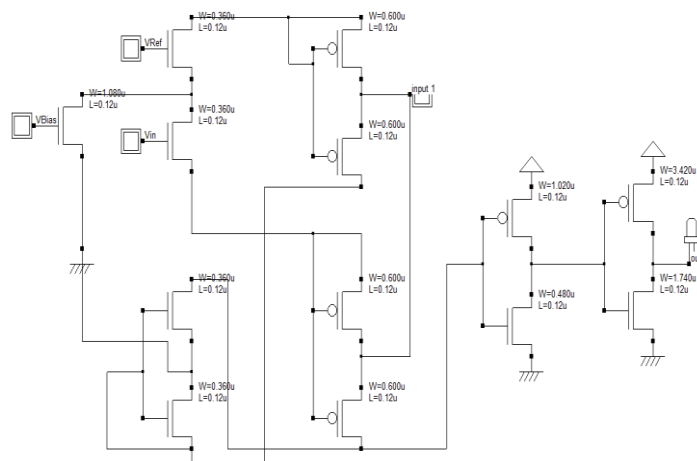 W=0.360u
L=0.12u
VRef
W=0.600u
L=0.12u
input 1
W=1.080u
L=0.12u
VBias
W=0.360u
L=0.12u
Vin
W=0.600u
L=0.12u
W=1.020u
L=0.12u
W=3.420u
L=0.12u
W=0.360u
L=0.12u
W=0.600u
L=0.12u
W=0.480u
L=0.12u
W=1.740u
L=0.12u
W=0.360u
L=0.12u
W=0.600u
L=0.12u